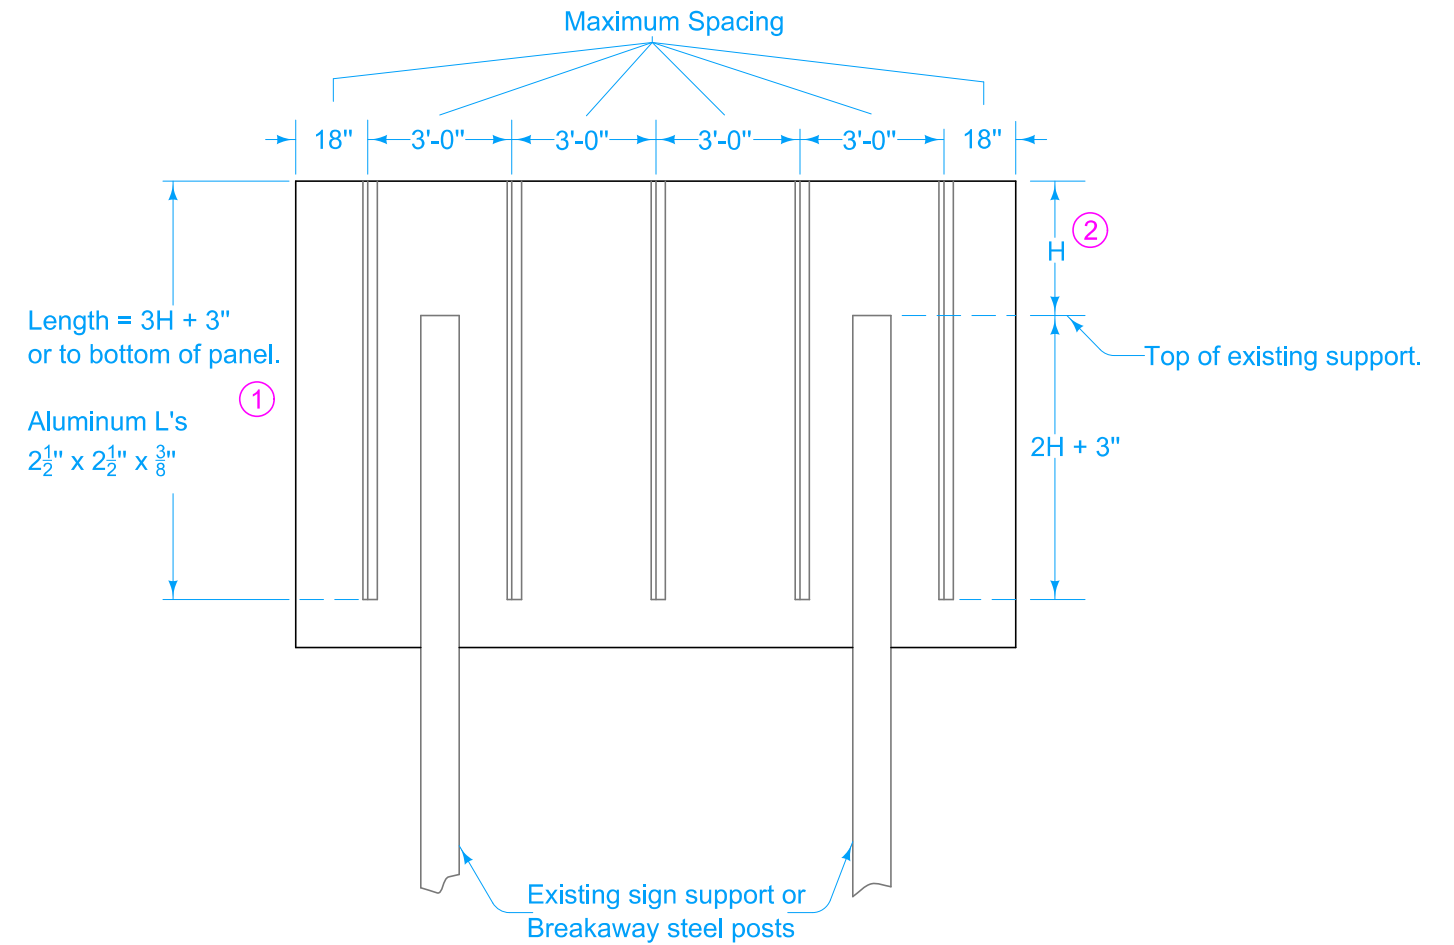 Maximum Spacing
18" 3'-0" 3'-0" 3'-0" 3'-0" 18"
H ②
Length = 3H + 3"
or to bottom of panel.
①
Aluminum L's
2½" x 2½" x ⅜"
Top of existing support.
2H + 3"
Existing sign support or
Breakaway steel posts